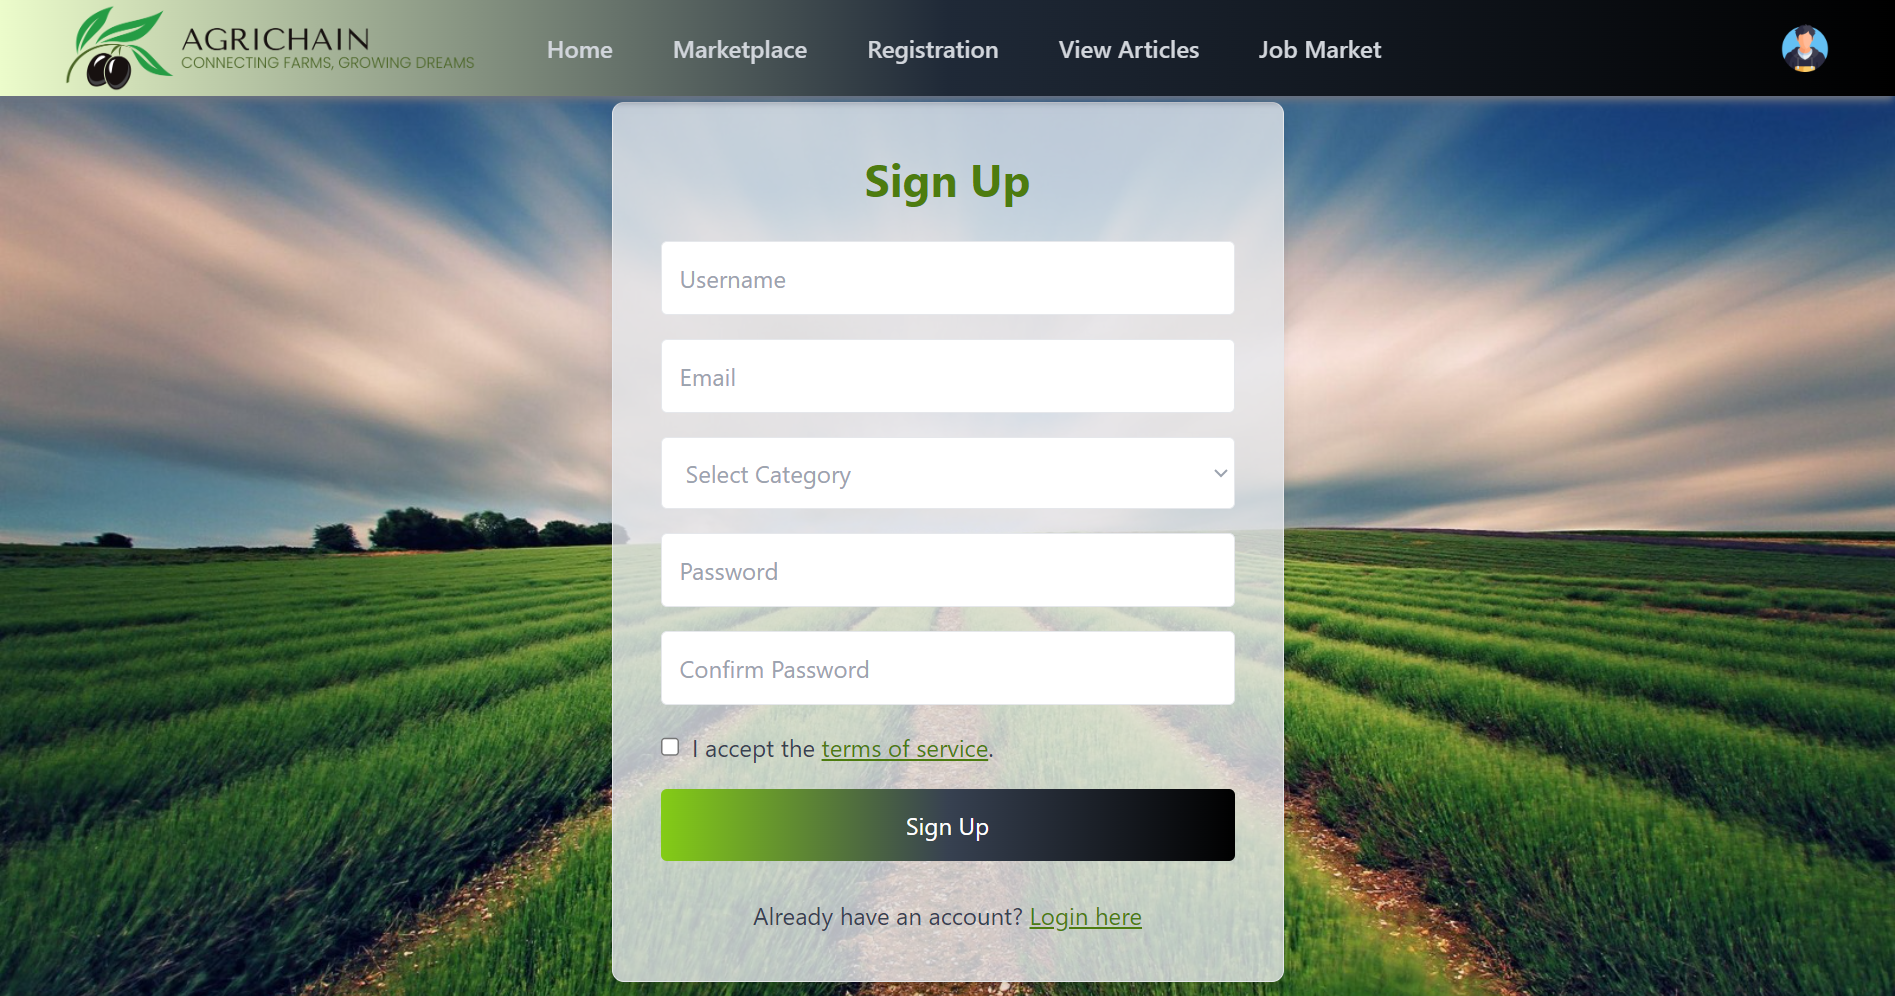 AGRICHAIN
CONNECTING FARMS, GROWING DREAMS
Home Marketplace Registration View Articles Job Market
Sign Up
Username
Email
Select Category
Password
Confirm Password
I accept the terms of service.
Sign Up
Already have an account? Login here